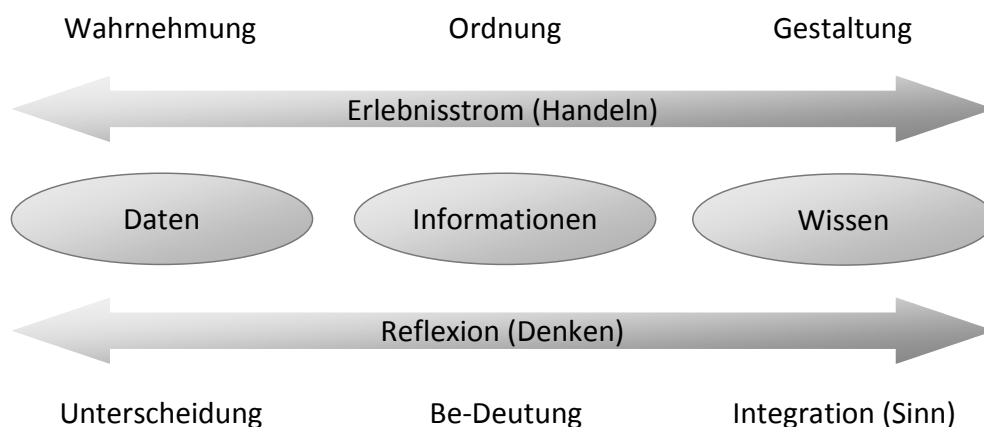 Wahrnehmung Ordnung Gestaltung
Erlebnisstrom (Handeln)
Daten Informationen Wissen
Reflexion (Denken)
Unterscheidung Be-Deutung Integration (Sinn)